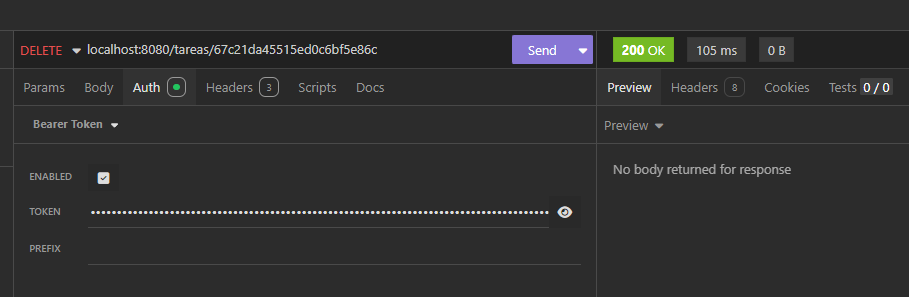 DELETE localhost:8080/tareas/67c21da45515ed0c6bf5e86c Send 200 OK 105 ms 0 B
Params Body Auth Headers 3 Scripts Docs Preview Headers 8 Cookies Tests 0 / 0
Bearer Token Preview
ENABLED No body returned for response
TOKEN ••••••••••••••••••••••••••••••••••••••••••••••••••••••••••••••••••••••••••••••••••••••••
PREFIX